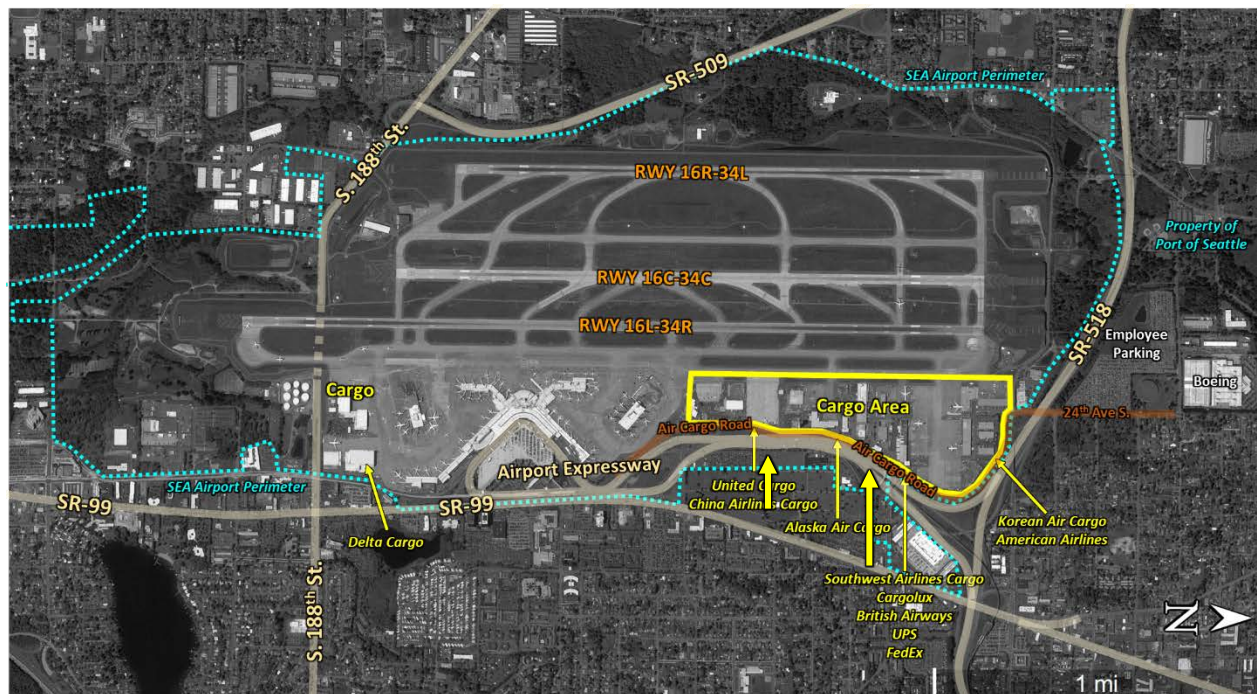 SR-509
SEA Airport Perimeter
S. 188th St.
RWY 16R-34L
Property of
Port of Seattle
RWY 16C-34C
RWY 16L-34R
SR-518
Employee
Parking
Boeing
Cargo
Cargo Area
24th Ave S.
Air Cargo Road
Airport Expressway
Air Cargo Road
SEA Airport Perimeter
United Cargo
China Airlines Cargo
SR-99
SR-99
Delta Cargo
Alaska Air Cargo
Korean Air Cargo
American Airlines
Southwest Airlines Cargo
Cargolux
British Airways
UPS
FedEx
S. 188th St.
N
1 mi